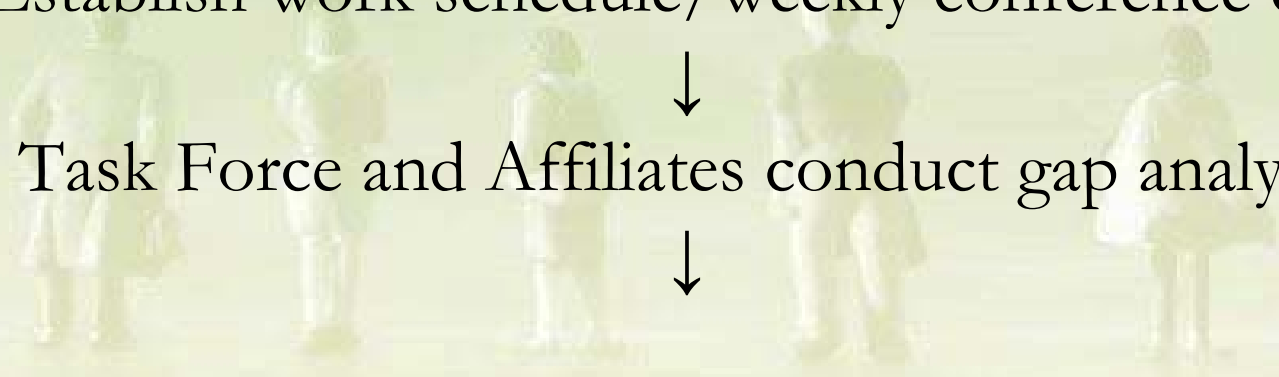 Establish work schedule/weekly conference
↓
Task Force and Affiliates conduct gap analy
↓